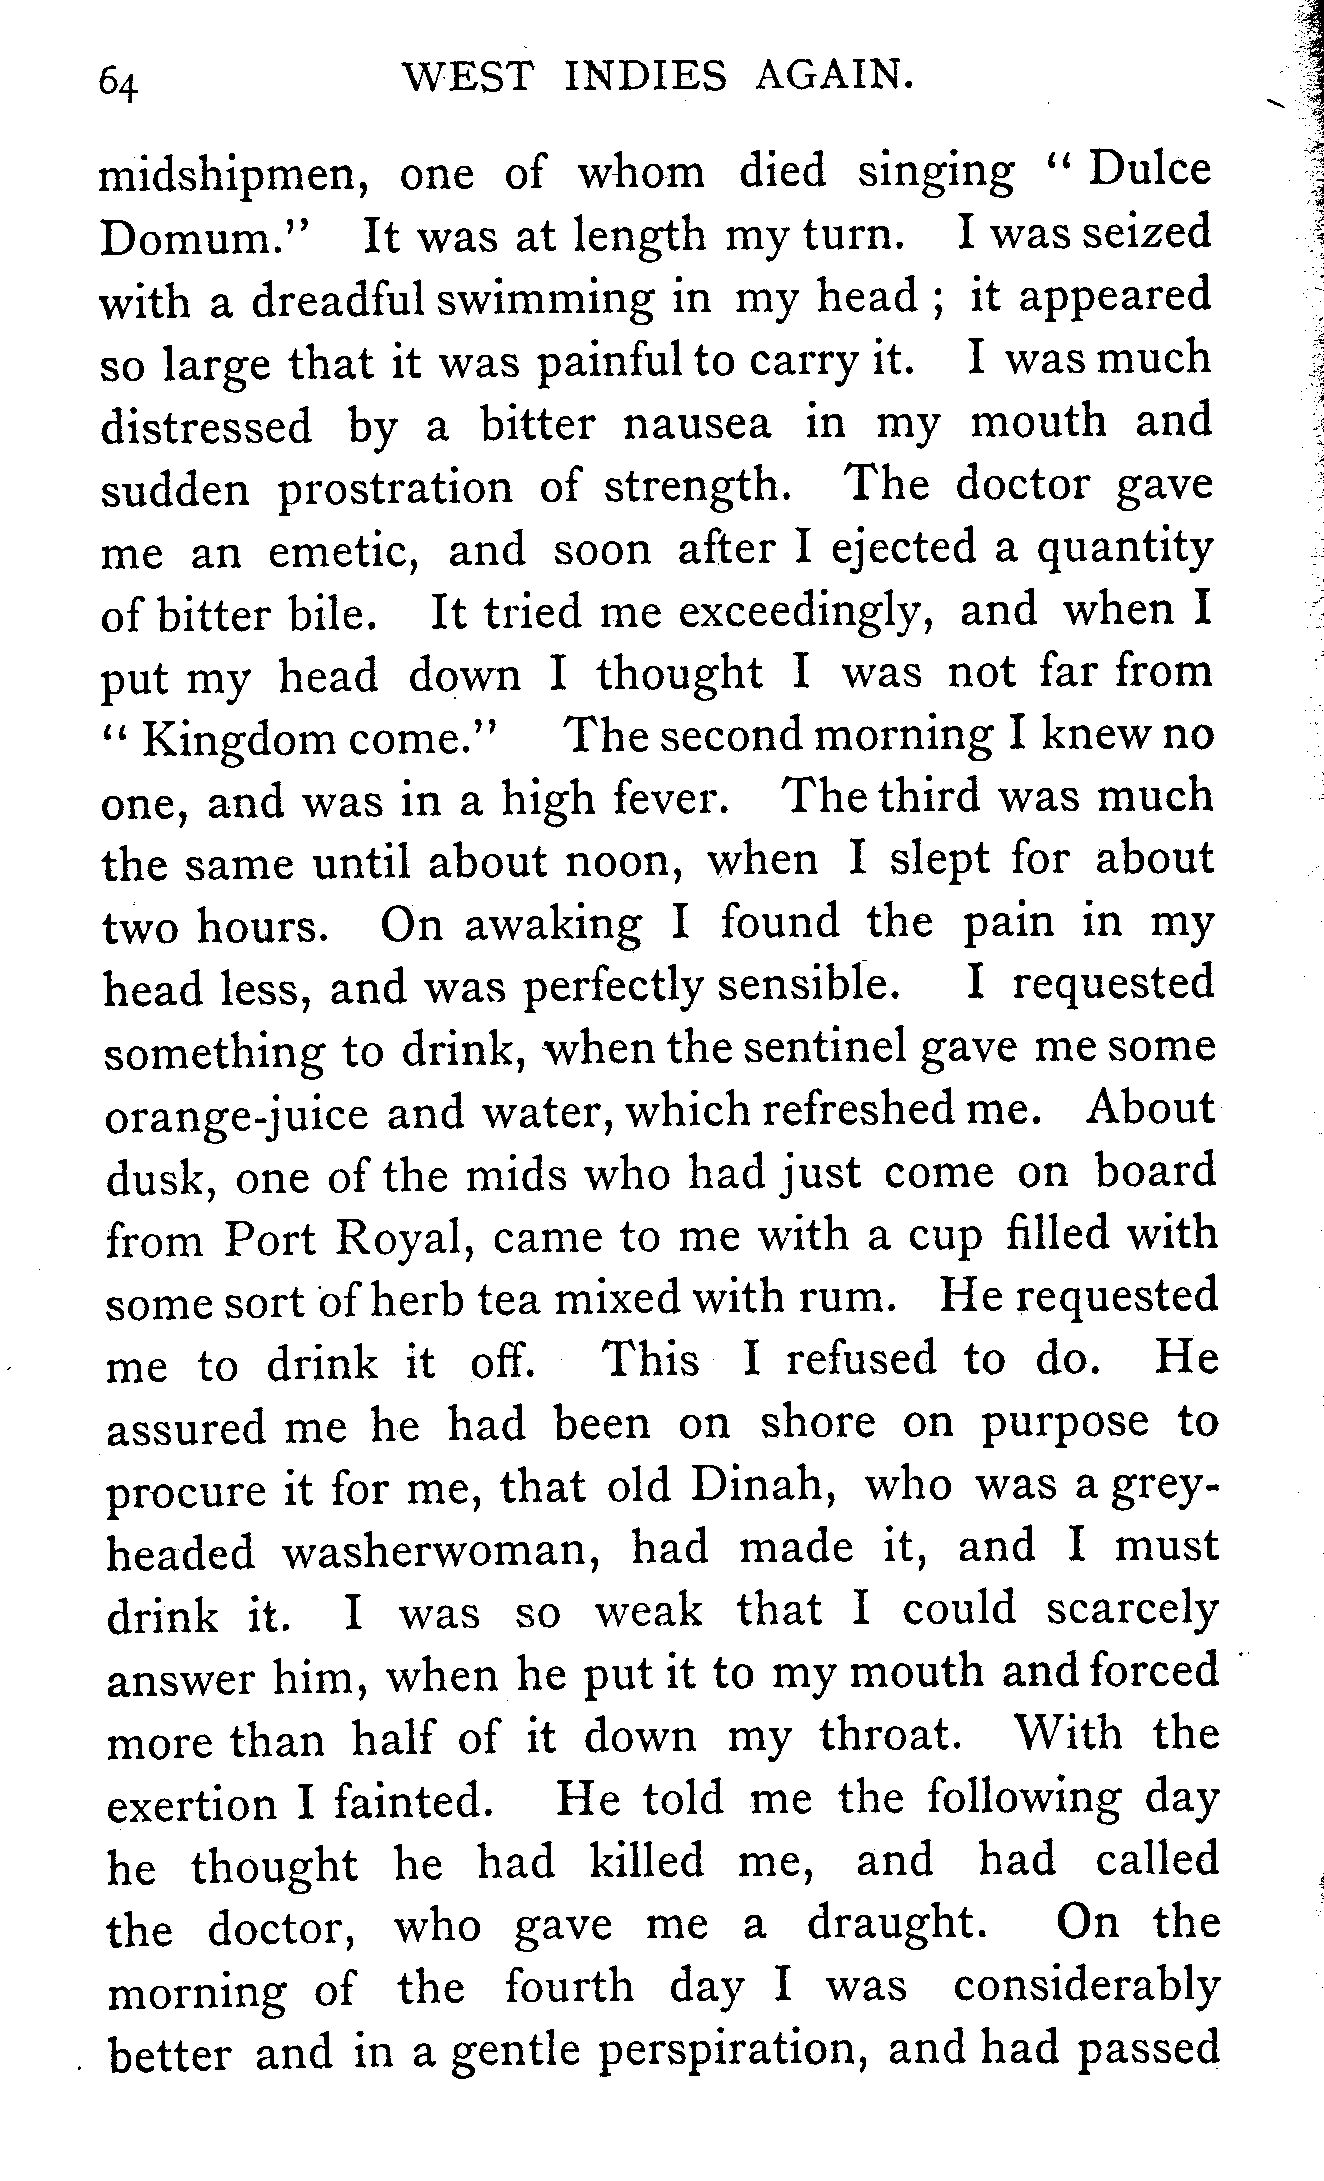 64 WEST INDIES AGAIN.
midshipmen, one of whom died singing " Dulce
Domum." It was at length my turn. I was seized
with a dreadful swimming in my head ; it appeared
so large that it was painful to carry it. I was much
distressed by a bitter nausea in my mouth and
sudden prostration of strength. The doctor gave
me an emetic, and soon after I ejected a quantity
of bitter bile. It tried me exceedingly, and when I
put my head down I thought I was not far from
" Kingdom come." The second morning I knew no
one, and was in a high fever. The third was much
the same until about noon, when I slept for about
two hours. On awaking I found the pain in my
head less, and was perfectly sensible. I requested
something to drink, when the sentinel gave me some
orange-juice and water, which refreshed me. About
dusk, one of the mids who had just come on board
from Port Royal, came to me with a cup filled with
some sort of herb tea mixed with rum. He requested
me to drink it off. This I refused to do. He
assured me he had been on shore on purpose to
procure it for me, that old Dinah, who was a grey-
headed washerwoman, had made it, and I must
drink it. I was so weak that I could scarcely
answer him, when he put it to my mouth and forced
more than half of it down my throat. With the
exertion I fainted. He told me the following day
he thought he had killed me, and had called
the doctor, who gave me a draught. On the
morning of the fourth day I was considerably
better and in a gentle perspiration, and had passed